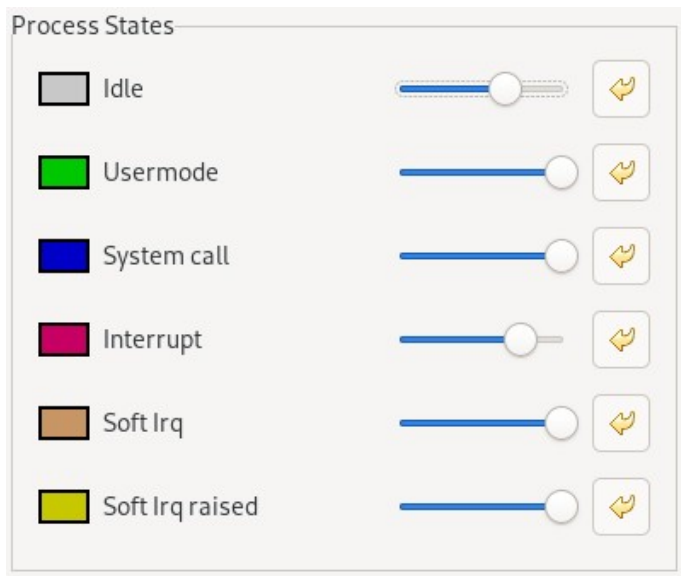 Process States
Idle
Usermode
System call
Interrupt
Soft Irq
Soft Irq raised